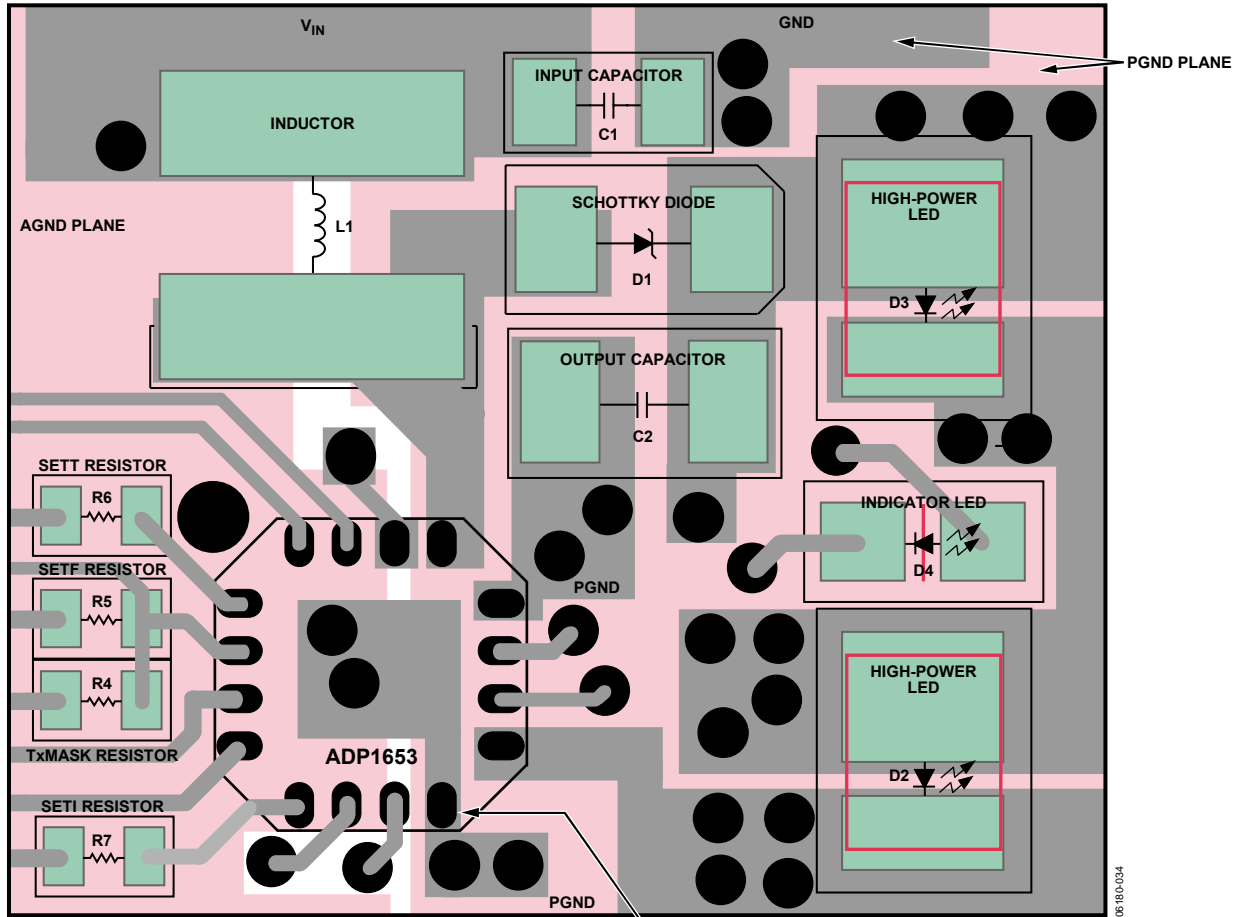 V_IN
GND
PGND PLANE
INPUT CAPACITOR
C1
INDUCTOR
L1
AGND PLANE
SCHOTTKY DIODE
D1
HIGH-POWER
LED
D3
OUTPUT CAPACITOR
C2
SETT RESISTOR
R6
INDICATOR LED
D4
SETF RESISTOR
R5
PGND
R4
TxMASK RESISTOR
ADP1653
HIGH-POWER
LED
D2
SETI RESISTOR
R7
PGND
06180-034